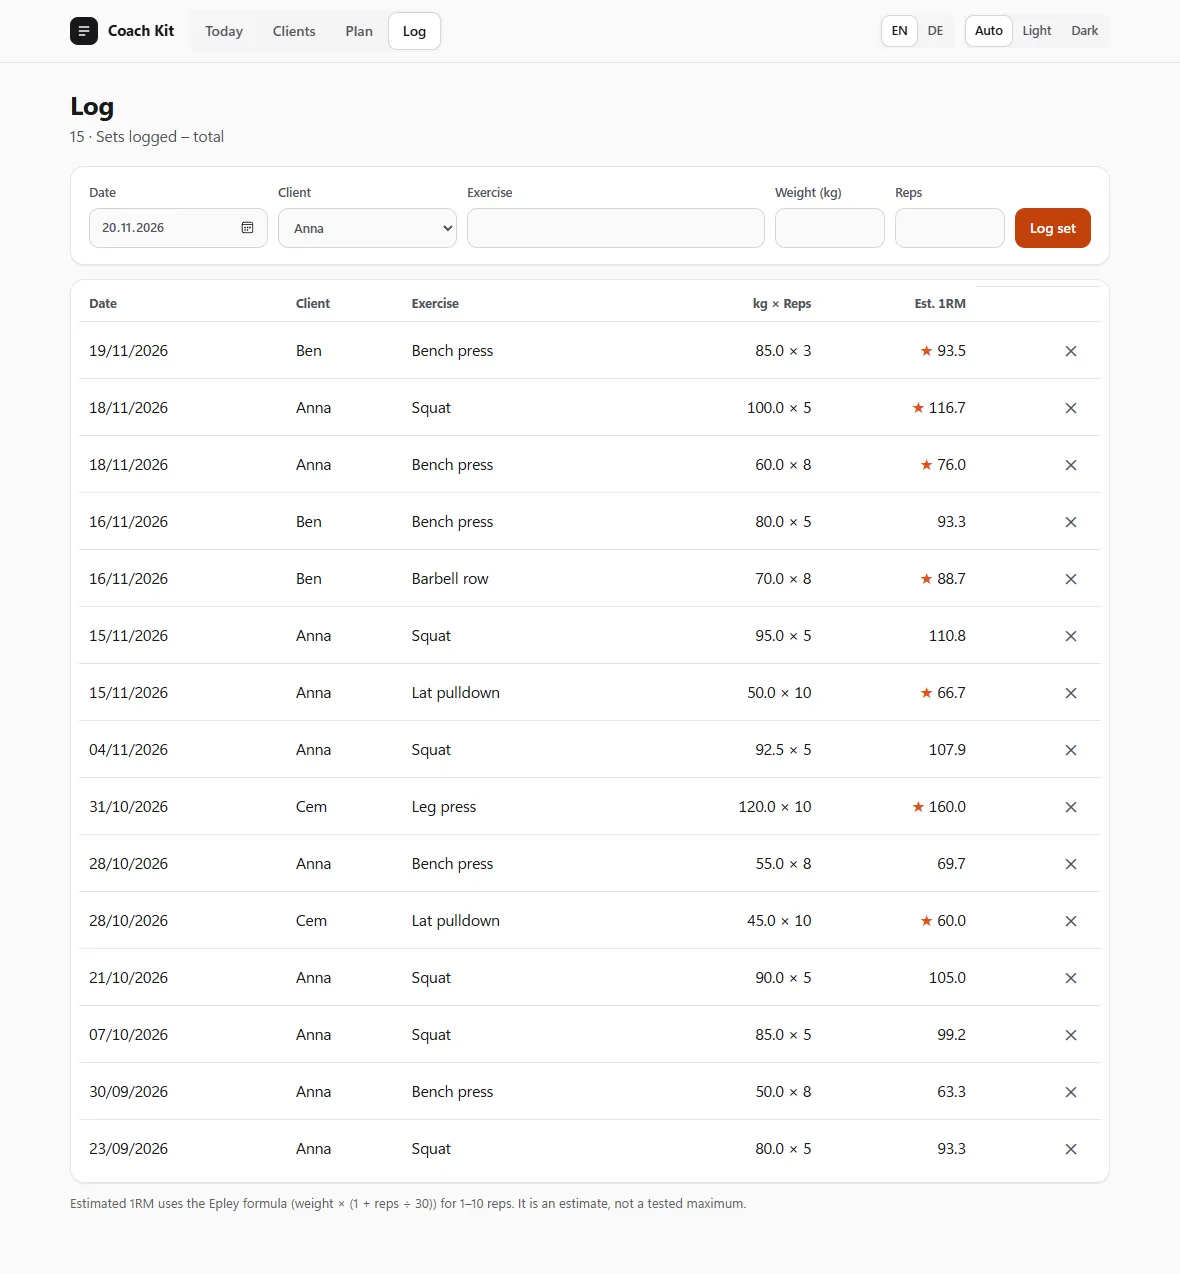 Coach Kit Today Clients Plan Log EN DE Auto Light Dark
Log
15 · Sets logged – total
Date Client Exercise Weight (kg) Reps
20.11.2026 Anna Log set
Date Client Exercise kg × Reps Est. 1RM
19/11/2026 Ben Bench press 85.0 × 3 ★ 93.5 ×
18/11/2026 Anna Squat 100.0 × 5 ★ 116.7 ×
18/11/2026 Anna Bench press 60.0 × 8 ★ 76.0 ×
16/11/2026 Ben Bench press 80.0 × 5 93.3 ×
16/11/2026 Ben Barbell row 70.0 × 8 ★ 88.7 ×
15/11/2026 Anna Squat 95.0 × 5 110.8 ×
15/11/2026 Anna Lat pulldown 50.0 × 10 ★ 66.7 ×
04/11/2026 Anna Squat 92.5 × 5 107.9 ×
31/10/2026 Cem Leg press 120.0 × 10 ★ 160.0 ×
28/10/2026 Anna Bench press 55.0 × 8 69.7 ×
28/10/2026 Cem Lat pulldown 45.0 × 10 ★ 60.0 ×
21/10/2026 Anna Squat 90.0 × 5 105.0 ×
07/10/2026 Anna Squat 85.0 × 5 99.2 ×
30/09/2026 Anna Bench press 50.0 × 8 63.3 ×
23/09/2026 Anna Squat 80.0 × 5 93.3 ×
Estimated 1RM uses the Epley formula (weight × (1 + reps ÷ 30)) for 1–10 reps. It is an estimate, not a tested maximum.